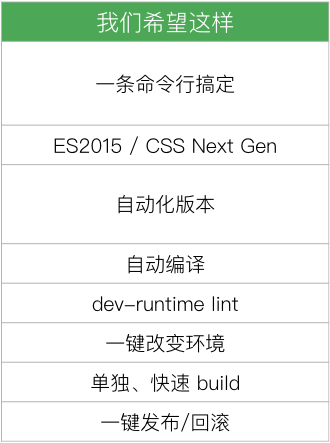 我们希望这样
一条命令行搞定
ES2015 / CSS Next Gen
自动化版本
自动编译
dev-runtime lint
一键改变环境
单独、快速 build
一键发布/回滚